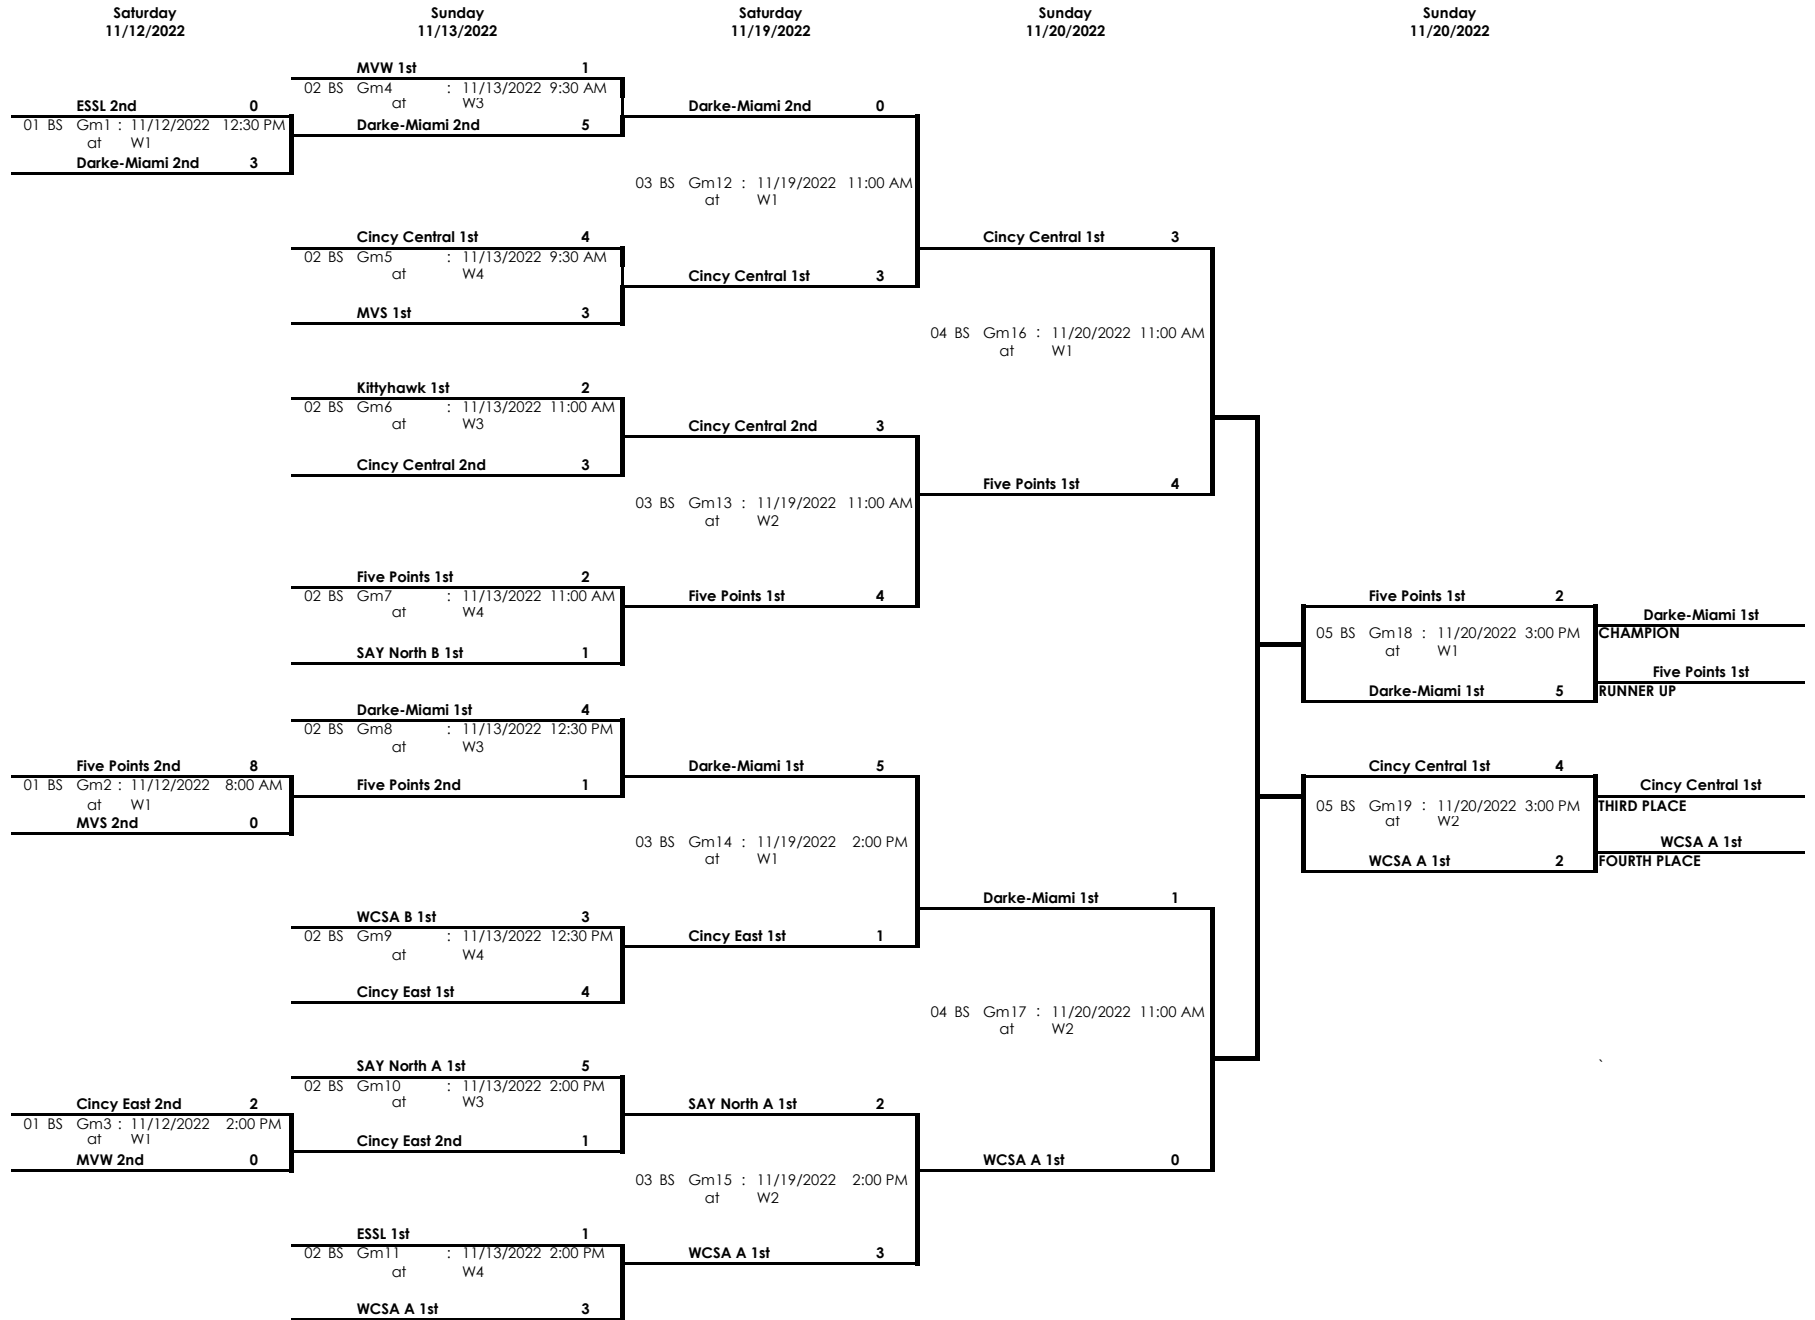 Saturday
11/12/2022
Sunday
11/13/2022
Saturday
11/19/2022
Sunday
11/20/2022
Sunday
11/20/2022
ESSL 2nd 0
01 BS Gm1 : 11/12/2022 12:30 PM
at W1
Darke-Miami 2nd 3
Five Points 2nd 8
01 BS Gm2 : 11/12/2022 8:00 AM
at W1
MVS 2nd 0
Cincy East 2nd 2
01 BS Gm3 : 11/12/2022 2:00 PM
at W1
MVW 2nd 0
MVW 1st 1
02 BS Gm4 : 11/13/2022 9:30 AM
at W3
Darke-Miami 2nd 5
Cincy Central 1st 4
02 BS Gm5 : 11/13/2022 9:30 AM
at W4
MVS 1st 3
Kittyhawk 1st 2
02 BS Gm6 : 11/13/2022 11:00 AM
at W3
Cincy Central 2nd 3
Five Points 1st 2
02 BS Gm7 : 11/13/2022 11:00 AM
at W4
SAY North B 1st 1
Darke-Miami 1st 4
02 BS Gm8 : 11/13/2022 12:30 PM
at W3
Five Points 2nd 1
WCSA B 1st 3
02 BS Gm9 : 11/13/2022 12:30 PM
at W4
Cincy East 1st 4
SAY North A 1st 5
02 BS Gm10 : 11/13/2022 2:00 PM
at W3
Cincy East 2nd 1
ESSL 1st 1
02 BS Gm11 : 11/13/2022 2:00 PM
at W4
WCSA A 1st 3
Darke-Miami 2nd 0
03 BS Gm12 : 11/19/2022 11:00 AM
at W1
Cincy Central 1st 3
Cincy Central 2nd 3
03 BS Gm13 : 11/19/2022 11:00 AM
at W2
Five Points 1st 4
Darke-Miami 1st 5
03 BS Gm14 : 11/19/2022 2:00 PM
at W1
Cincy East 1st 1
SAY North A 1st 2
03 BS Gm15 : 11/19/2022 2:00 PM
at W2
WCSA A 1st 3
Cincy Central 1st 3
04 BS Gm16 : 11/20/2022 11:00 AM
at W1
Five Points 1st 4
Darke-Miami 1st 1
04 BS Gm17 : 11/20/2022 11:00 AM
at W2
WCSA A 1st 0
Five Points 1st 2
05 BS Gm18 : 11/20/2022 3:00 PM
at W1
Darke-Miami 1st 5
Cincy Central 1st 4
05 BS Gm19 : 11/20/2022 3:00 PM
at W2
WCSA A 1st 2
Darke-Miami 1st
CHAMPION
Five Points 1st
RUNNER UP
Cincy Central 1st
THIRD PLACE
WCSA A 1st
FOURTH PLACE
`